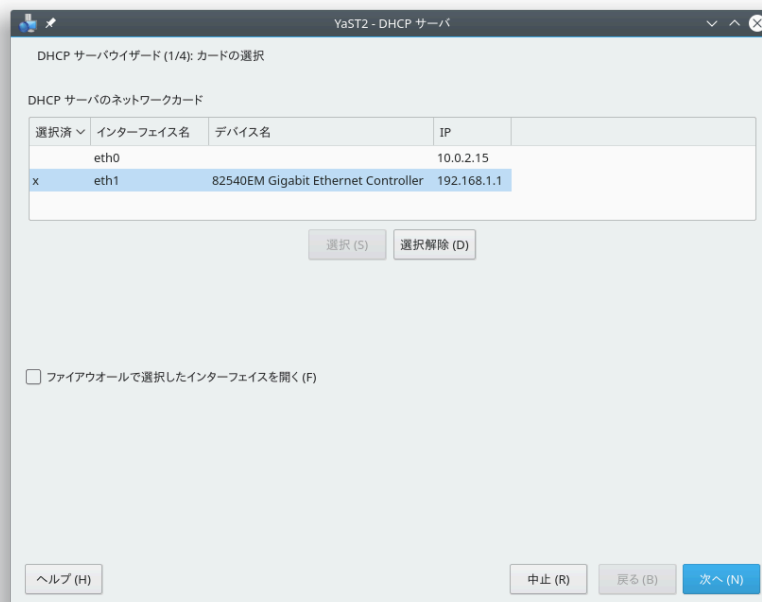 YaST2 - DHCP サーバ
DHCP サーバウィザード (1/4): カードの選択
DHCP サーバのネットワークカード
選択済 インターフェイス名 デバイス名 IP
eth0 10.0.2.15
x eth1 82540EM Gigabit Ethernet Controller 192.168.1.1
選択 (S) 選択解除 (D)
ファイアウオールで選択したインターフェイスを開く (F)
ヘルプ (H) 中止 (R) 戻る (B) 次へ (N)